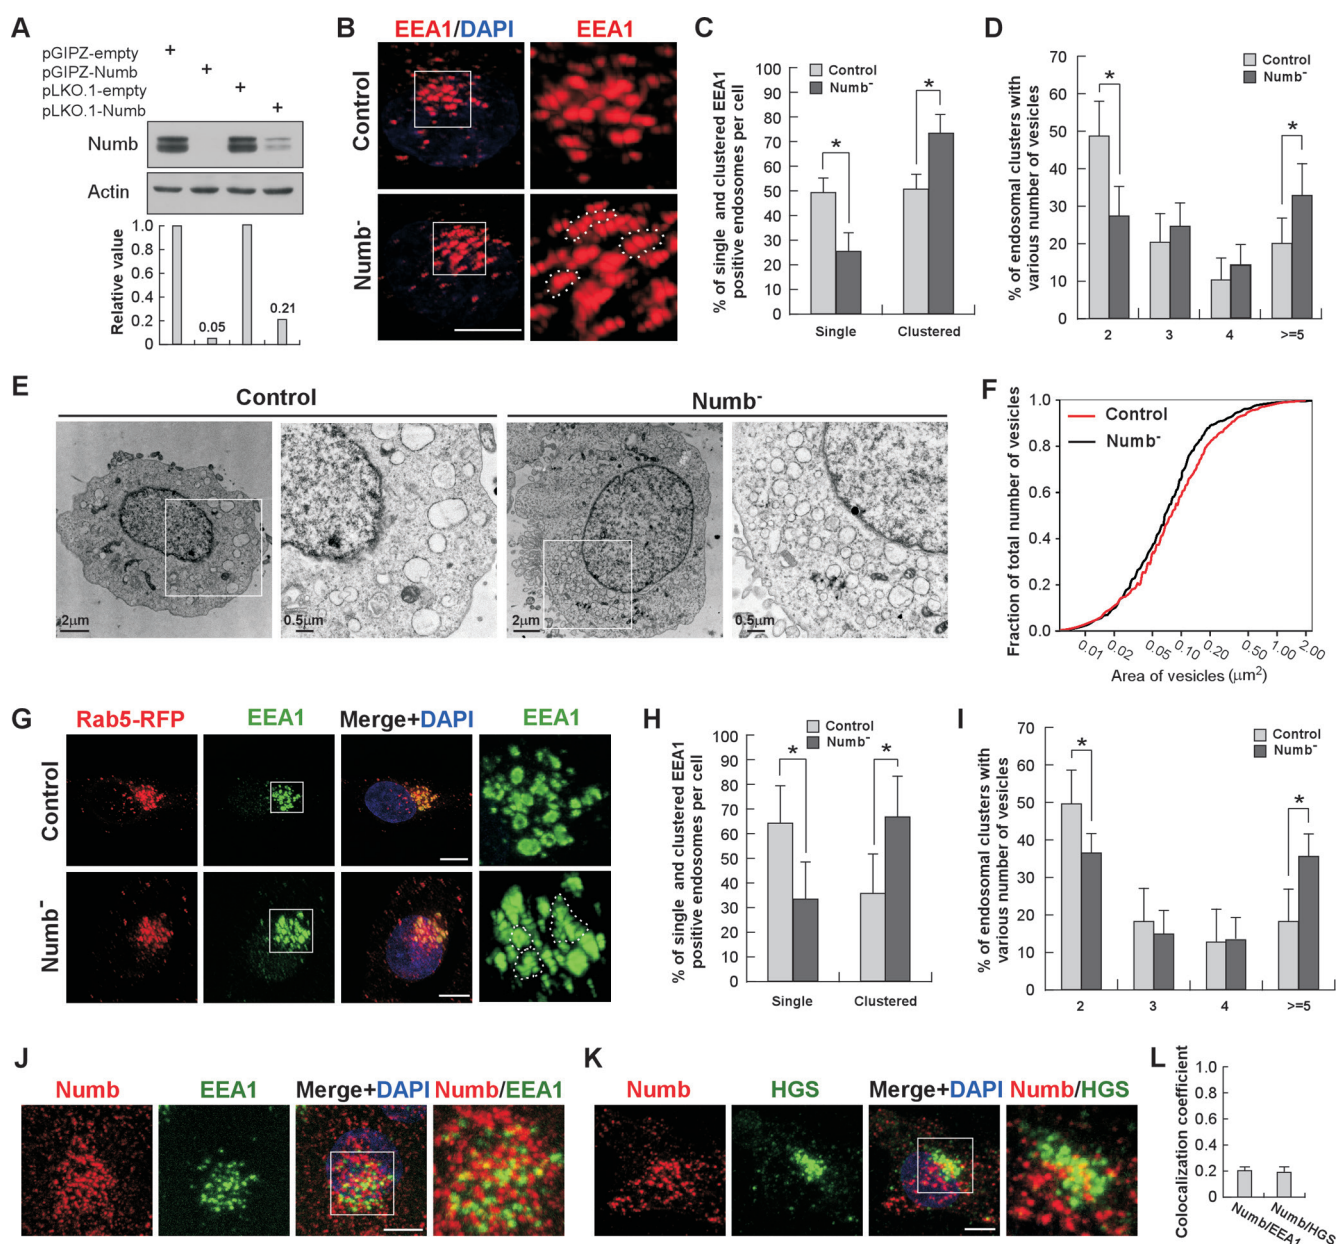 A
pGIPZ-empty +
pGIPZ-Numb +
pLKO.1-empty +
pLKO.1-Numb +
Numb
Actin
Relative value
1.0
0.8
0.6
0.4
0.2
0
0.05
0.21
B
EEA1/DAPI
EEA1
Control
Numb-
C
% of single and clustered EEA1
positive endosomes per cell
100
90
80
70
60
50
40
30
20
10
0
Control
Numb-
*
*
Single
Clustered
D
% of endosomal clusters with
various number of vesicles
70
60
50
40
30
20
10
0
Control
Numb-
*
*
2
3
4
>=5
E
Control
Numb-
2μm
0.5μm
2μm
0.5μm
F
Fraction of total number of vesicles
1.0
0.8
0.6
0.4
0.2
0.0
Control
Numb-
0.01
0.02
0.05
0.10
0.20
0.50
1.00
2.00
Area of vesicles (μm2)
G
Rab5-RFP
EEA1
Merge+DAPI
EEA1
Control
Numb-
H
% of single and clustered EEA1
positive endosomes per cell
100
90
80
70
60
50
40
30
20
10
0
Control
Numb-
*
*
Single
Clustered
I
% of endosomal clusters with
various number of vesicles
70
60
50
40
30
20
10
0
Control
Numb-
*
*
2
3
4
>=5
J
Numb
EEA1
Merge+DAPI
Numb/EEA1
K
Numb
HGS
Merge+DAPI
Numb/HGS
L
Colocalization coefficient
1.0
0.8
0.6
0.4
0.2
0
Numb/EEA1
Numb/HGS